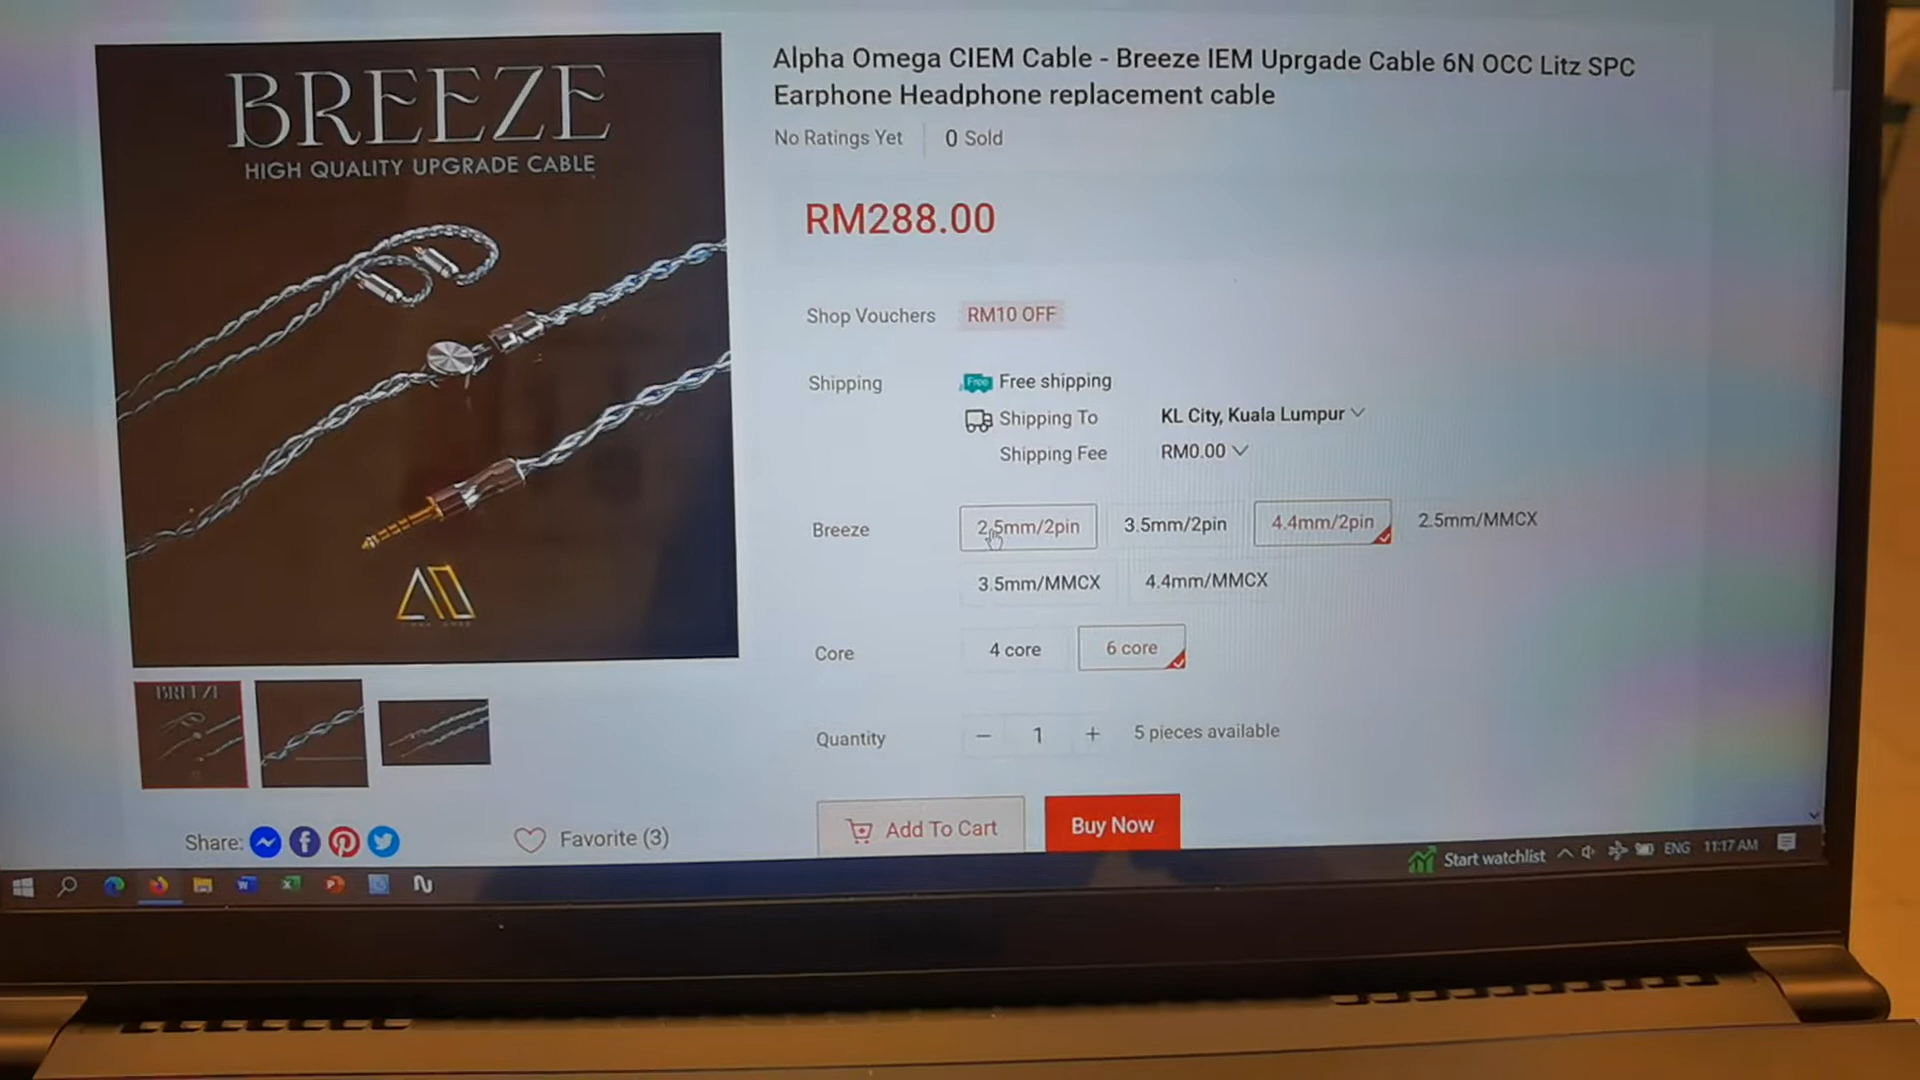 BREEZE
HIGH QUALITY UPGRADE CABLE
Alpha Omega CIEM Cable - Breeze IEM Uprgade Cable 6N OCC Litz SPC
Earphone Headphone replacement cable
No Ratings Yet 0 Sold
RM288.00
Shop Vouchers RM10 OFF
Shipping Free Free shipping
Shipping To KL City, Kuala Lumpur
Shipping Fee RM0.00
Breeze 2.5mm/2pin 3.5mm/2pin 4.4mm/2pin 2.5mm/MMCX
3.5mm/MMCX 4.4mm/MMCX
Core 4 core 6 core
Quantity − 1 + 5 pieces available
BREEZE
Share: Favorite (3)
Add To Cart Buy Now
Start watchlist ENG 11:17 AM